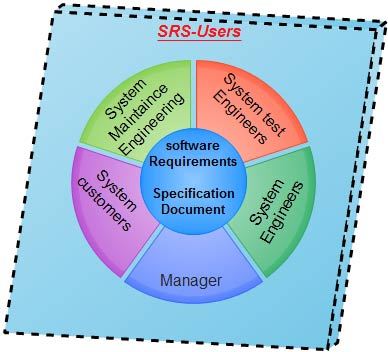 SRS-Users
System
Maintaince
Engineering
System test
Engineers
software
Requirements
Specification
Document
System
customers
System
Engineers
Manager